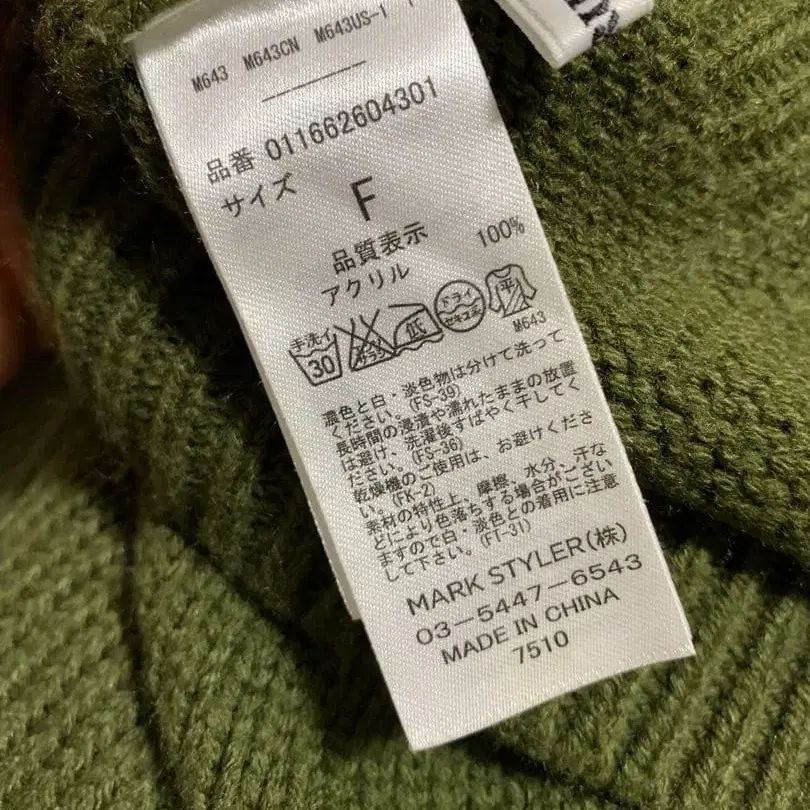 M643 M643CN M643US-1
品番 011662604301
サイズ
F
品質表示
アクリル 100%
手洗イ 30 エンソサラシ 低 ドライ セキユ系 平
M643
濃色と白・淡色物は分けて洗って
ください。(FS-39)
長時間の浸漬や濡れたままの放置
は避け、洗濯後すばやく干してく
ださい。(FS-36)
乾燥機のご使用は、お避けくださ
い。(FK-2)
素材の特性上、摩擦、水分、汗な
どにより色落ちする場合がござい
ますので白・淡色との着用に注意
して下さい。(FT-31)
MARK STYLER(株)
03-5447-6543
MADE IN CHINA
7510